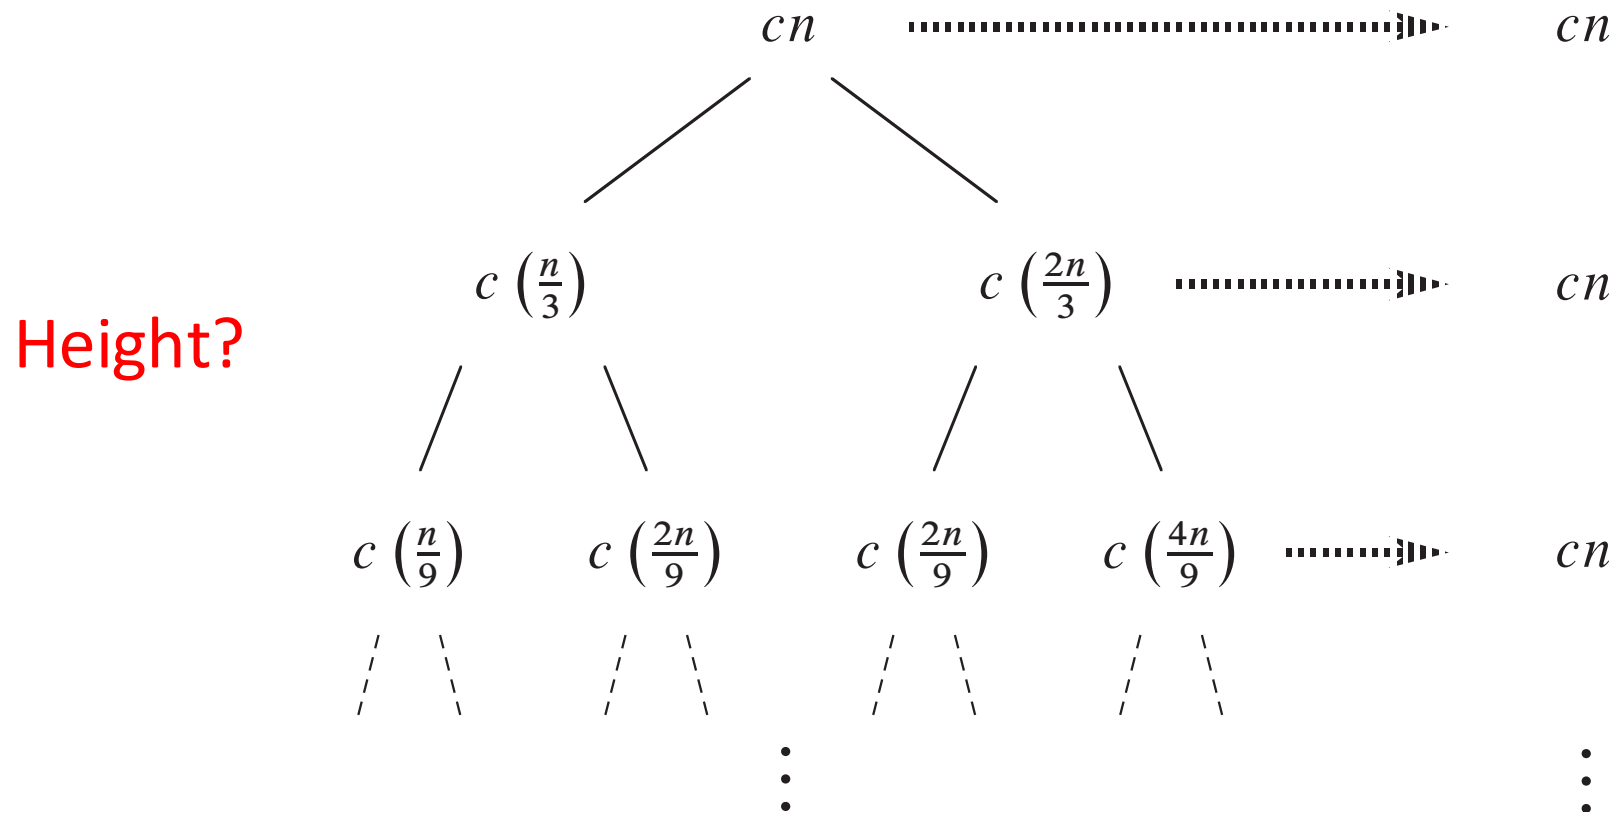 cn cn
c (n/3) c (2n/3) cn
Height?
c (n/9) c (2n/9) c (2n/9) c (4n/9) cn